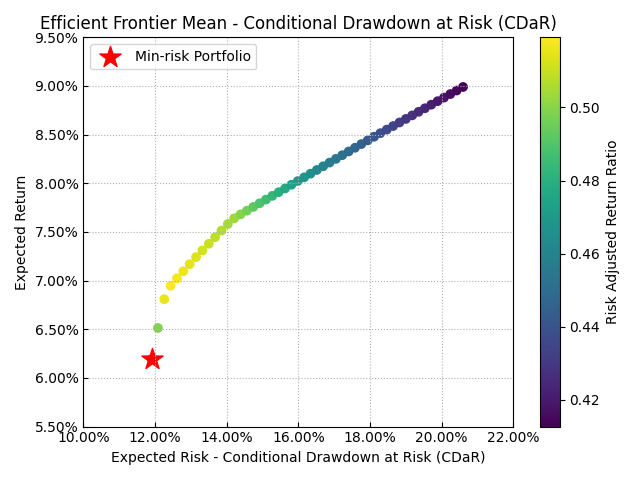 Efficient Frontier Mean - Conditional Drawdown at Risk (CDaR)
9.50%
9.00%
8.50%
8.00%
7.50%
7.00%
6.50%
6.00%
5.50%
Expected Return
Min-risk Portfolio
10.00% 12.00% 14.00% 16.00% 18.00% 20.00% 22.00%
Expected Risk - Conditional Drawdown at Risk (CDaR)
0.50
0.48
0.46
0.44
0.42
Risk Adjusted Return Ratio